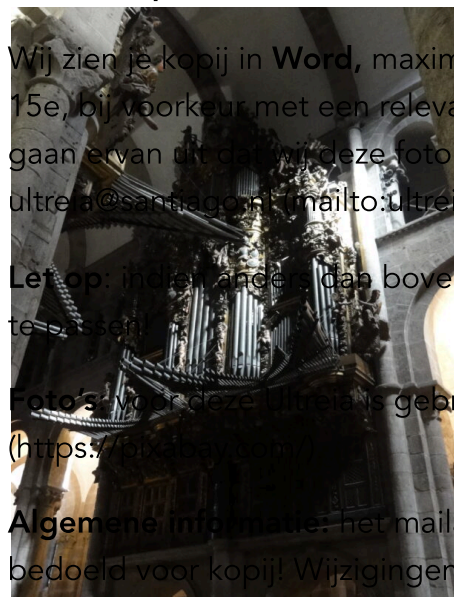 Wij zien je kopij in Word, maxim
15e, bij voorkeur met een releva
gaan ervan uit dat wij deze foto
ultreia@santiago.nl (mailto:ultrei
Let op: indien anders dan bove
te passen!
Foto's: voor deze Ultreia is gebr
(https://pixabay.com/)
Algemene informatie: het mails
bedoeld voor kopij! Wijzigingen